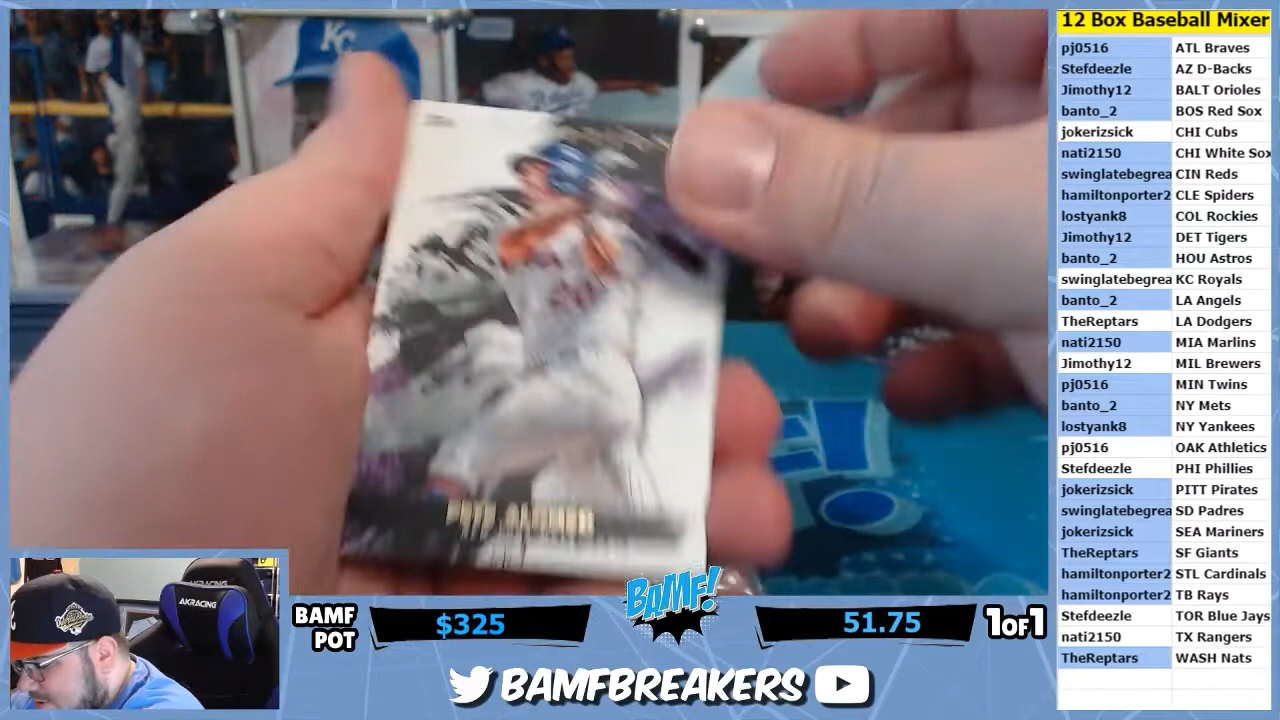 12 Box Baseball Mixer
pj0516 ATL Braves
Stefdeezle AZ D-Backs
Jimothy12 BALT Orioles
banto_2 BOS Red Sox
jokerizsick CHI Cubs
nati2150 CHI White Sox
swinglatebegrea CIN Reds
hamiltonporter2 CLE Spiders
lostyank8 COL Rockies
Jimothy12 DET Tigers
banto_2 HOU Astros
swinglatebegrea KC Royals
banto_2 LA Angels
TheReptars LA Dodgers
nati2150 MIA Marlins
Jimothy12 MIL Brewers
pj0516 MIN Twins
banto_2 NY Mets
lostyank8 NY Yankees
pj0516 OAK Athletics
Stefdeezle PHI Phillies
jokerizsick PITT Pirates
swinglatebegrea SD Padres
jokerizsick SEA Mariners
TheReptars SF Giants
hamiltonporter2 STL Cardinals
hamiltonporter2 TB Rays
Stefdeezle TOR Blue Jays
nati2150 TX Rangers
TheReptars WASH Nats
KC
AKRACING
AKRACING
BAMF POT
$325
BAMF!
51.75
1OF1
BAMFBREAKERS